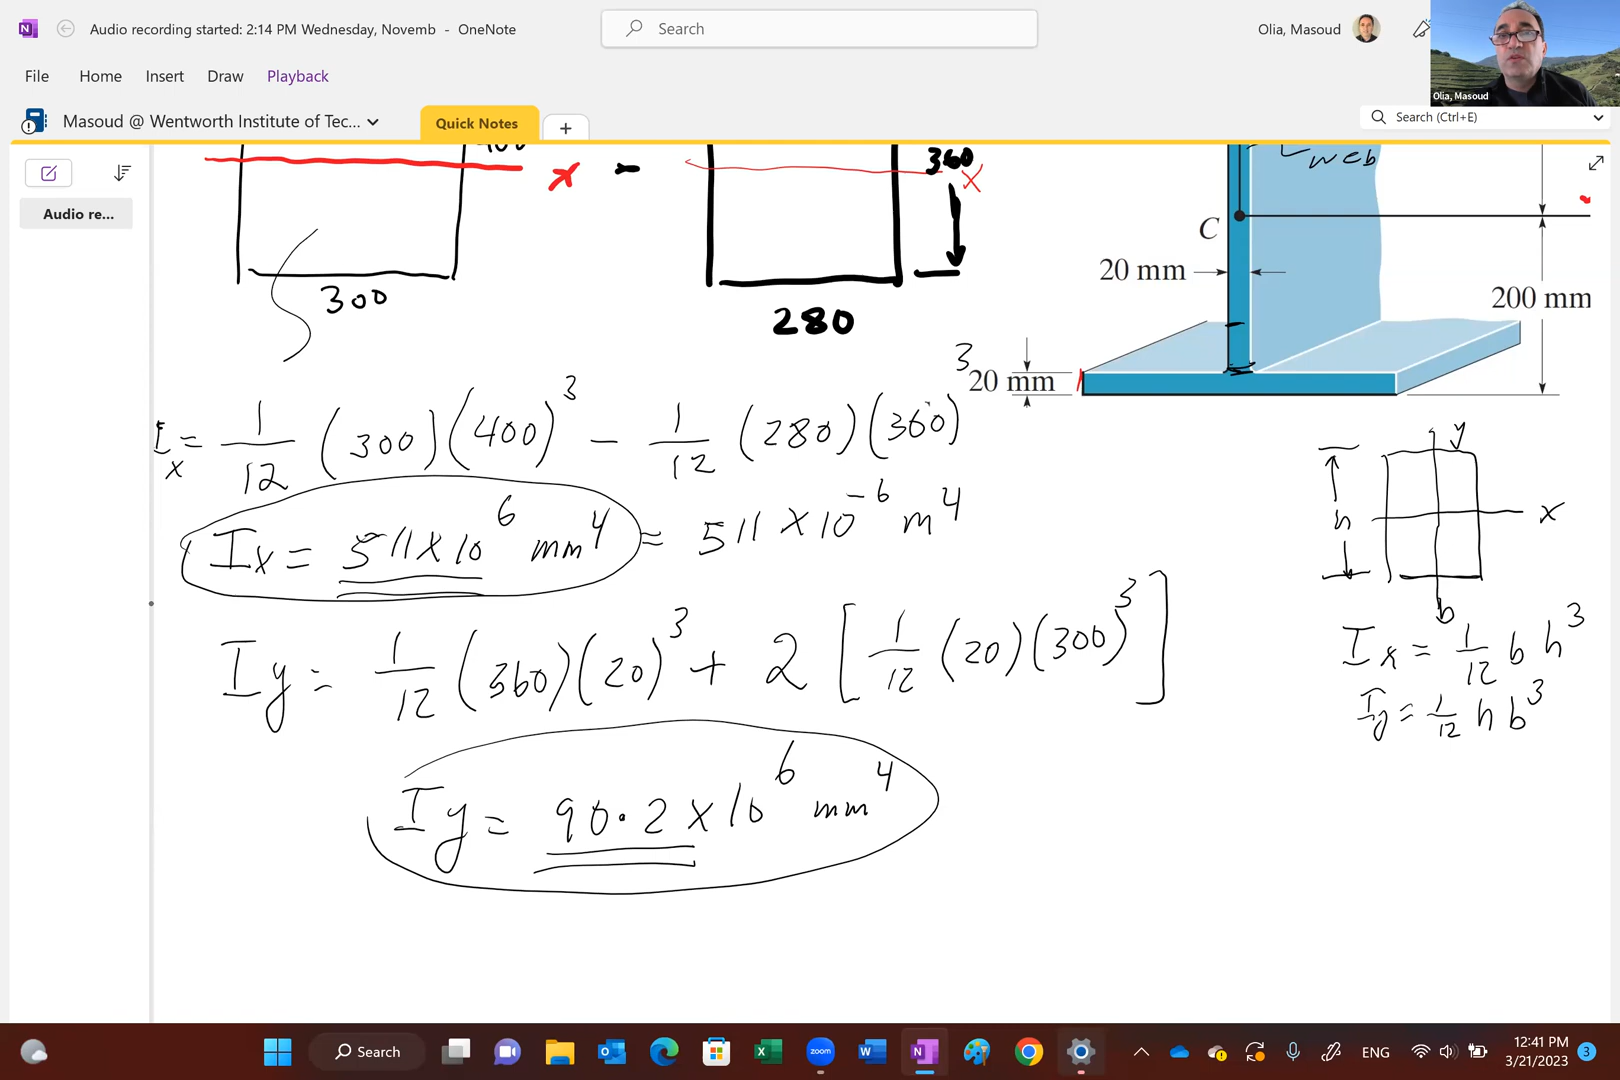 Audio recording started: 2:14 PM Wednesday, Novemb - OneNote
Search
Olia, Masoud
Olia, Masoud
File Home Insert Draw Playback
Masoud @ Wentworth Institute of Tec...
Quick Notes
+
Search (Ctrl+E)
Audio re...
x -
360
x
web
C
20 mm
200 mm
300
280
20 mm
Ix = 1/12 (300)(400)^3 - 1/12 (280)(360)^3
Ix = 511 x 10^6 mm^4 = 511 x 10^-6 m^4
Iy = 1/12 (360)(20)^3 + 2 [1/12 (20)(300)^3]
Iy = 90.2 x 10^6 mm^4
y
h
x
b
Ix = 1/12 b h^3
Iy = 1/12 h b^3
Search
zoom
ENG
12:41 PM
3/21/2023
3